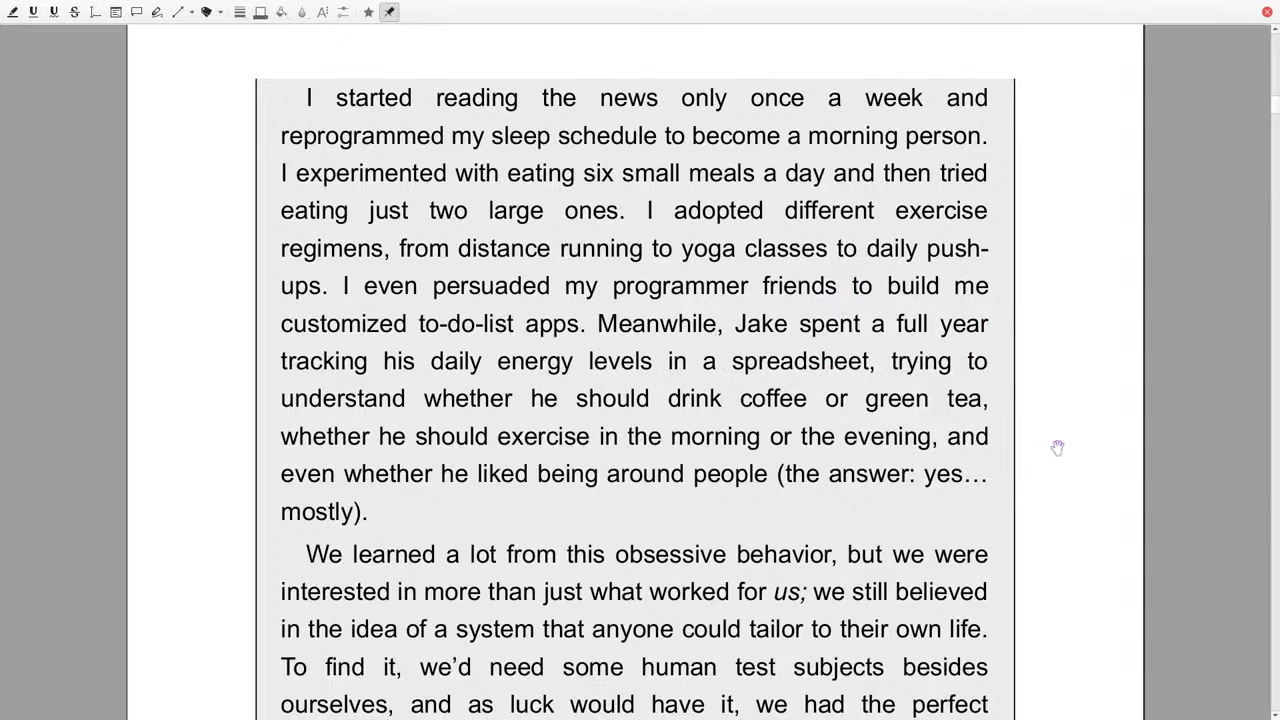 I started reading the news only once a week and
reprogrammed my sleep schedule to become a morning person.
I experimented with eating six small meals a day and then tried
eating just two large ones. I adopted different exercise
regimens, from distance running to yoga classes to daily push-
ups. I even persuaded my programmer friends to build me
customized to-do-list apps. Meanwhile, Jake spent a full year
tracking his daily energy levels in a spreadsheet, trying to
understand whether he should drink coffee or green tea,
whether he should exercise in the morning or the evening, and
even whether he liked being around people (the answer: yes…
mostly).
We learned a lot from this obsessive behavior, but we were
interested in more than just what worked for us; we still believed
in the idea of a system that anyone could tailor to their own life.
To find it, we’d need some human test subjects besides
ourselves, and as luck would have it, we had the perfect